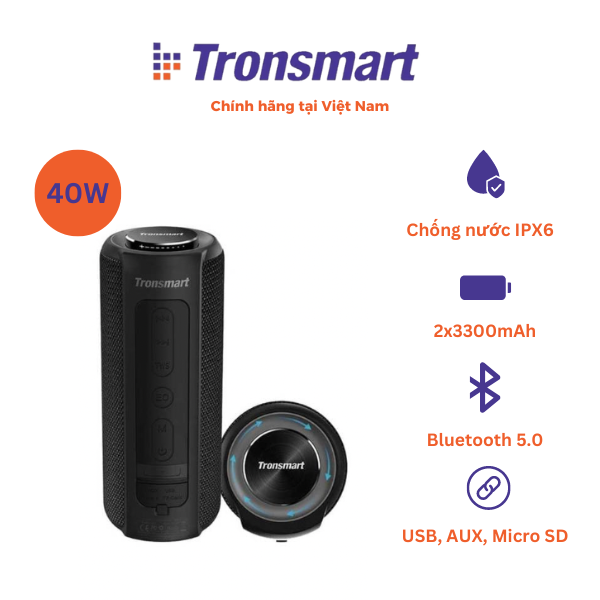 Tronsmart
Chính hãng tại Việt Nam
40W
Chống nước IPX6
Tronsmart
Tronsmart
2x3300mAh
Bluetooth 5.0
Tronsmart
USB, AUX, Micro SD